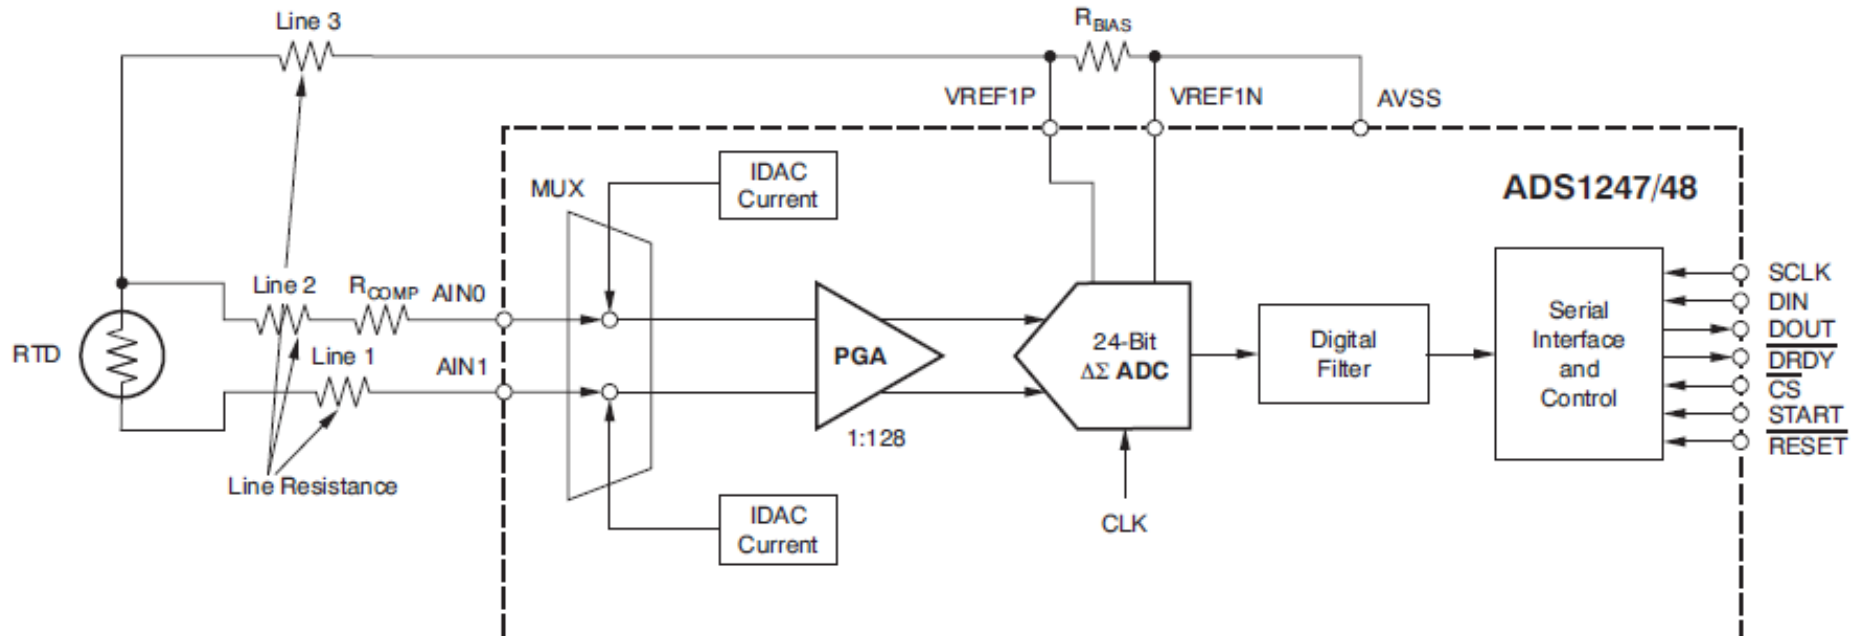 Line 3
R_BIAS
VREF1P
VREF1N
AVSS
IDAC
Current
MUX
ADS1247/48
Line 2
R_COMP
AIN0
RTD
Line 1
AIN1
PGA
1:128
24-Bit
ΔΣ ADC
CLK
Digital
Filter
Serial
Interface
and
Control
SCLK
DIN
DOUT
DRDY
CS
START
RESET
Line Resistance
IDAC
Current